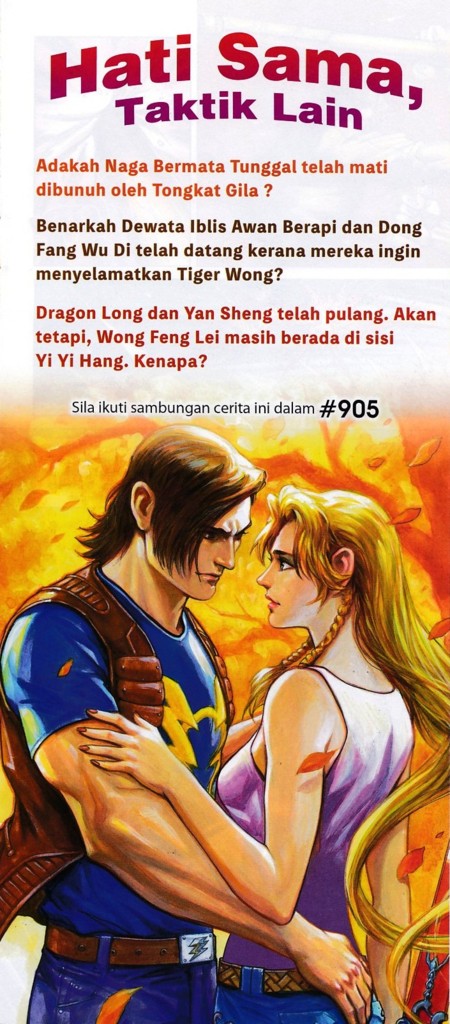 Hati Sama,
Taktik Lain
Adakah Naga Bermata Tunggal telah mati
dibunuh oleh Tongkat Gila ?
Benarkah Dewata Iblis Awan Berapi dan Dong
Fang Wu Di telah datang kerana mereka ingin
menyelamatkan Tiger Wong?
Dragon Long dan Yan Sheng telah pulang. Akan
tetapi, Wong Feng Lei masih berada di sisi
Yi Yi Hang. Kenapa?
Sila ikuti sambungan cerita ini dalam #905